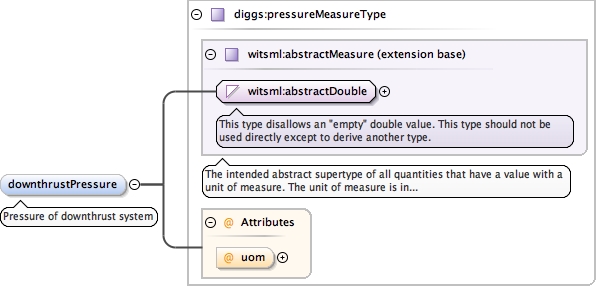 diggs:pressureMeasureType
witsml:abstractMeasure (extension base)
witsml:abstractDouble
This type disallows an "empty" double value. This type should not be
used directly except to derive another type.
The intended abstract supertype of all quantities that have a value with a
unit of measure. The unit of measure is in...
downthrustPressure
Pressure of downthrust system
@ Attributes
@ uom